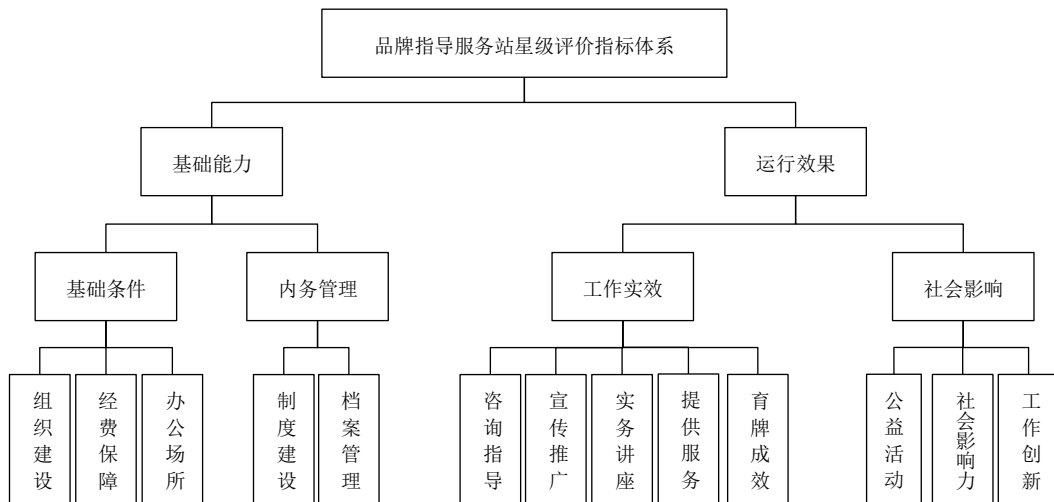 品牌指导服务站星级评价指标体系
基础能力
运行效果
基础条件
内务管理
工作实效
社会影响
组织建设
经费保障
办公场所
制度建设
档案管理
咨询指导
宣传推广
实务讲座
提供服务
育牌成效
公益活动
社会影响力
工作创新